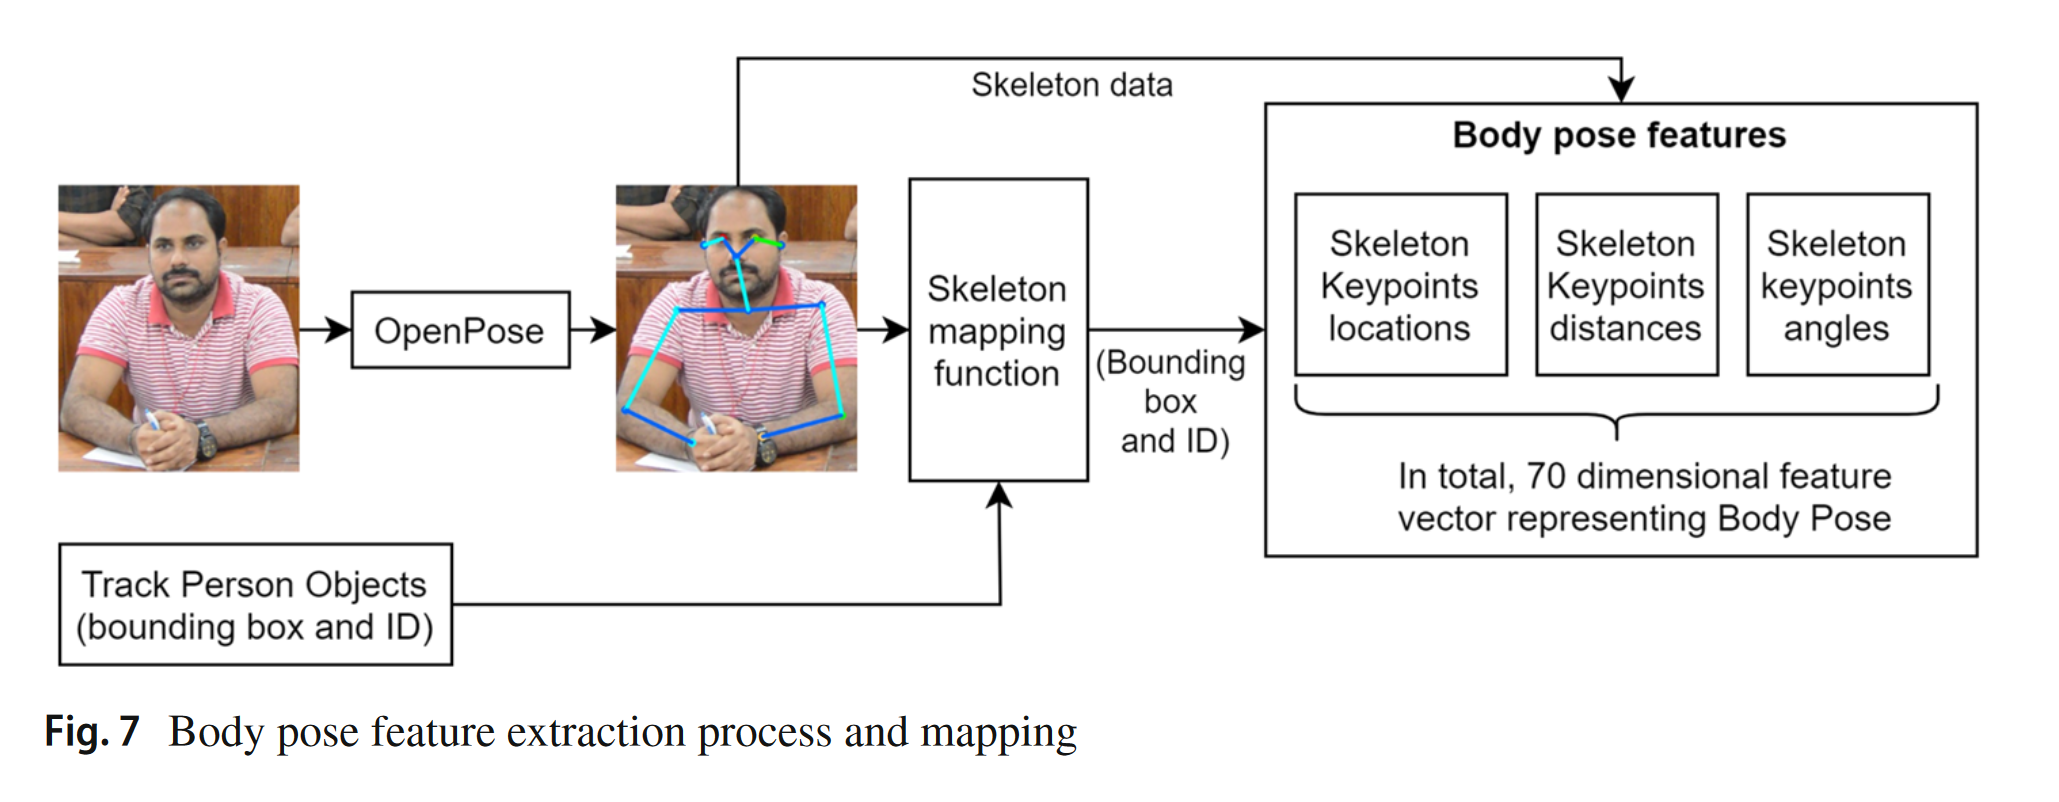 Skeleton data
Body pose features
OpenPose
Skeleton
mapping
function
(Bounding
box
and ID)
Skeleton
Keypoints
locations
Skeleton
Keypoints
distances
Skeleton
keypoints
angles
In total, 70 dimensional feature
vector representing Body Pose
Track Person Objects
(bounding box and ID)
Fig. 7 Body pose feature extraction process and mapping